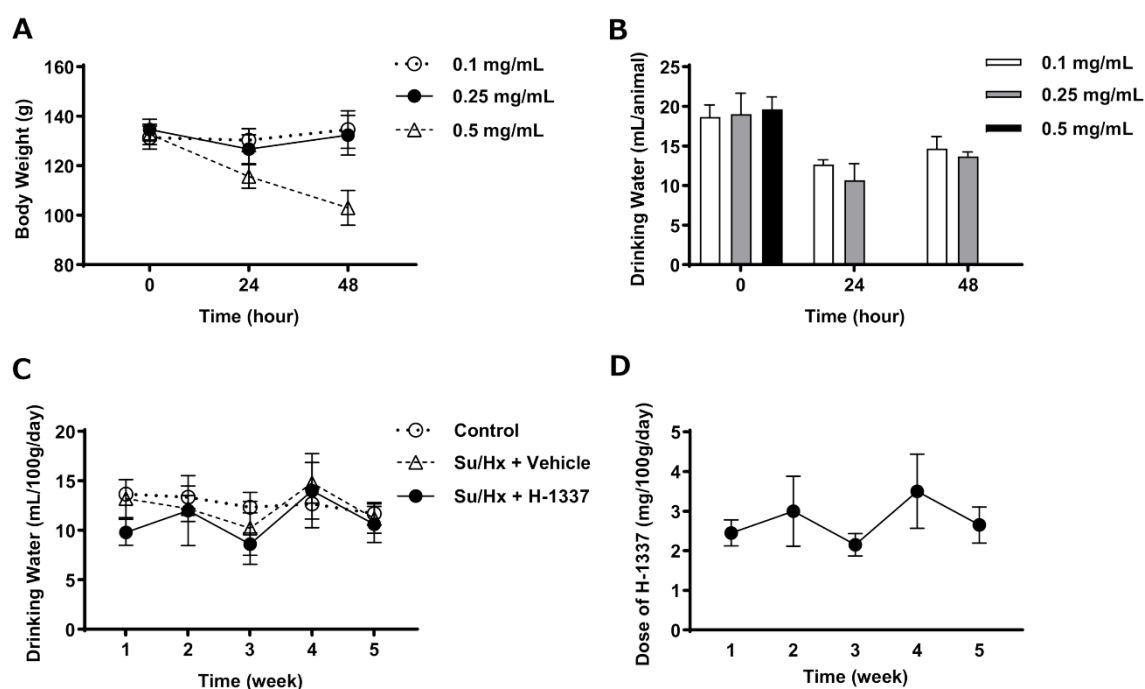 A
Body Weight (g)
160
140
120
100
80
0 24 48
Time (hour)
0.1 mg/mL
0.25 mg/mL
0.5 mg/mL
B
Drinking Water (mL/animal)
25
20
15
10
5
0
0 24 48
Time (hour)
0.1 mg/mL
0.25 mg/mL
0.5 mg/mL
C
Drinking Water (mL/100g/day)
20
15
10
5
0
1 2 3 4 5
Time (week)
Control
Su/Hx + Vehicle
Su/Hx + H-1337
D
Dose of H-1337 (mg/100g/day)
5
4
3
2
1
0
1 2 3 4 5
Time (week)